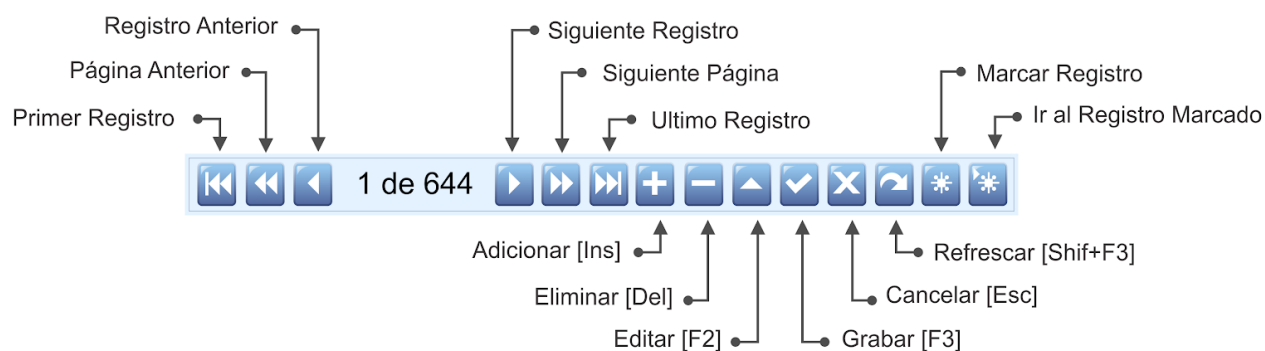 Registro Anterior
Siguiente Registro
Página Anterior
Siguiente Página
Marcar Registro
Primer Registro
Ultimo Registro
Ir al Registro Marcado
1 de 644
Adicionar [Ins]
Refrescar [Shif+F3]
Eliminar [Del]
Cancelar [Esc]
Editar [F2]
Grabar [F3]